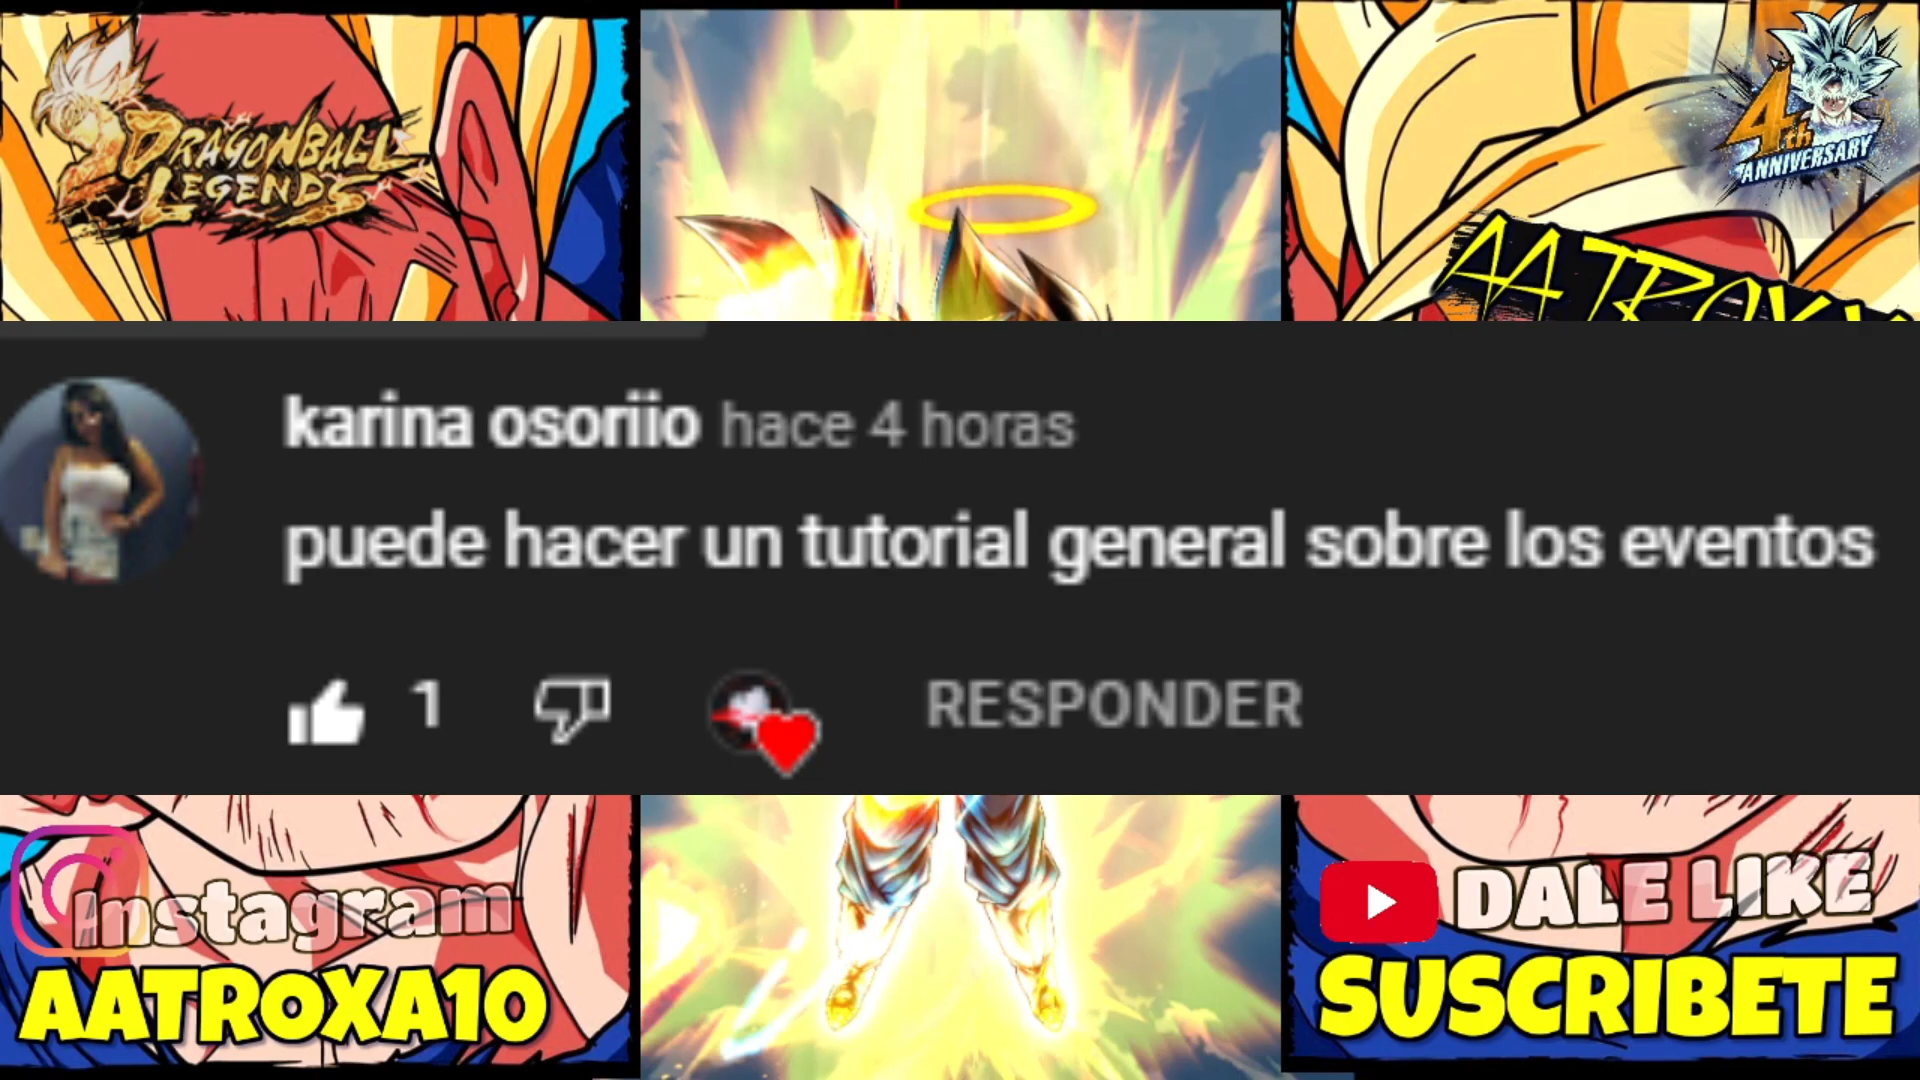 DRAGONBALL
LEGENDS
4th
ANNIVERSARY
karina osoriio hace 4 horas
puede hacer un tutorial general sobre los eventos
1
RESPONDER
Instagram
AATROXA10
DALE LIKE
SUSCRIBETE